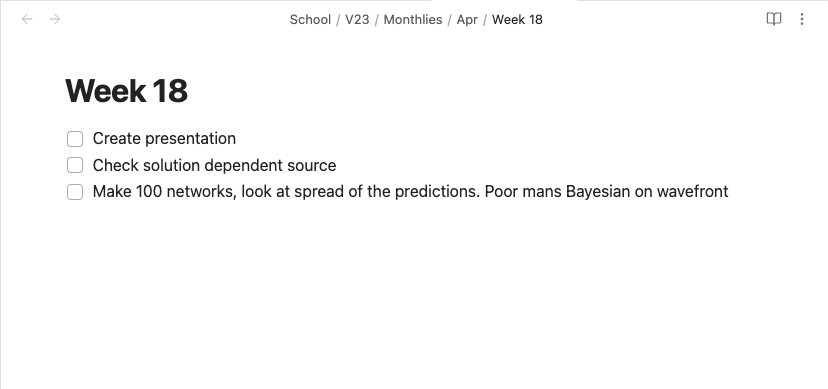 School / V23 / Monthlies / Apr / Week 18
Week 18
Create presentation
Check solution dependent source
Make 100 networks, look at spread of the predictions. Poor mans Bayesian on wavefront